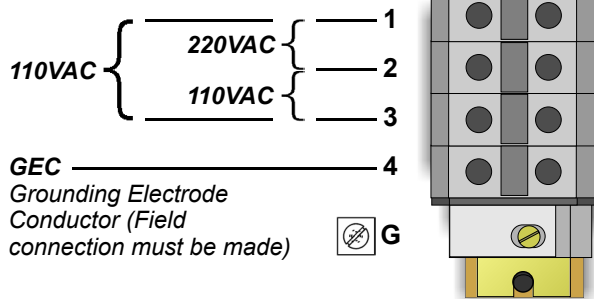 1
220VAC
110VAC
2
110VAC
3
GEC
4
Grounding Electrode
Conductor (Field
connection must be made)
G